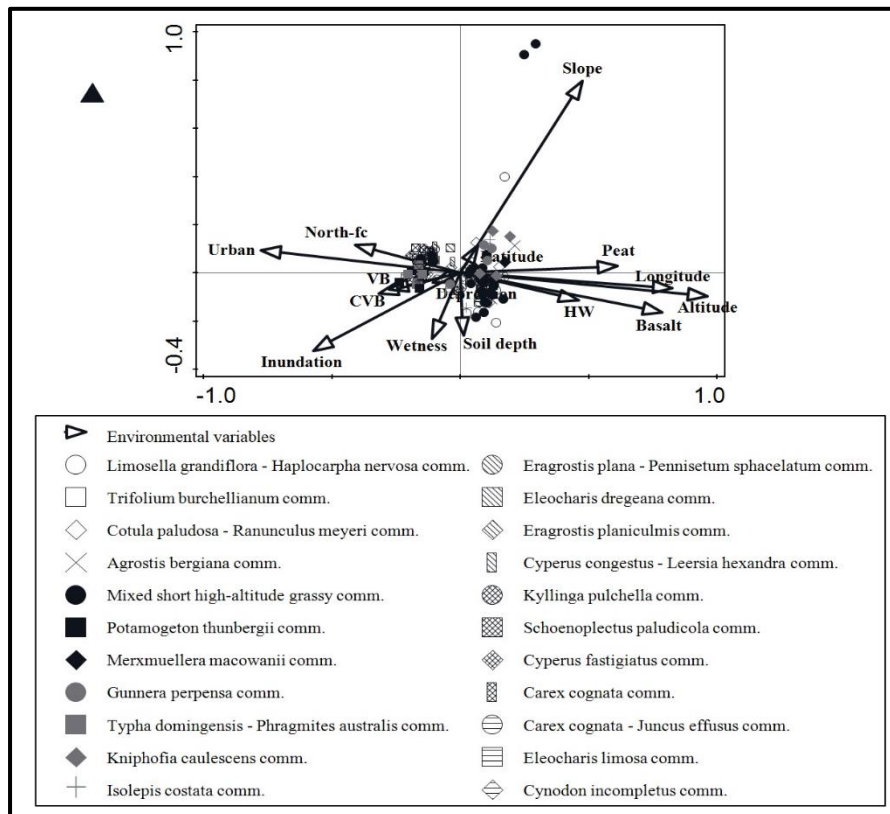 1.0
Slope
Urban
North-fc
Latitude
Peat
VB
Longitude
CVB
Depression
HW
Altitude
Basalt
Inundation
Wetness
Soil depth
-0.4
-1.0
1.0
Environmental variables
Limosella grandiflora - Haplocarpha nervosa comm.
Trifolium burchellianum comm.
Cotula paludosa - Ranunculus meyeri comm.
Agrostis bergiana comm.
Mixed short high-altitude grassy comm.
Potamogeton thunbergii comm.
Merxmuellera macowanii comm.
Gunnera perpensa comm.
Typha domingensis - Phragmites australis comm.
Kniphofia caulescens comm.
Isolepis costata comm.
Eragrostis plana - Pennisetum sphacelatum comm.
Eleocharis dregeana comm.
Eragrostis planiculmis comm.
Cyperus congestus - Leersia hexandra comm.
Kyllinga pulchella comm.
Schoenoplectus paludicola comm.
Cyperus fastigiatus comm.
Carex cognata comm.
Carex cognata - Juncus effusus comm.
Eleocharis limosa comm.
Cynodon incompletus comm.